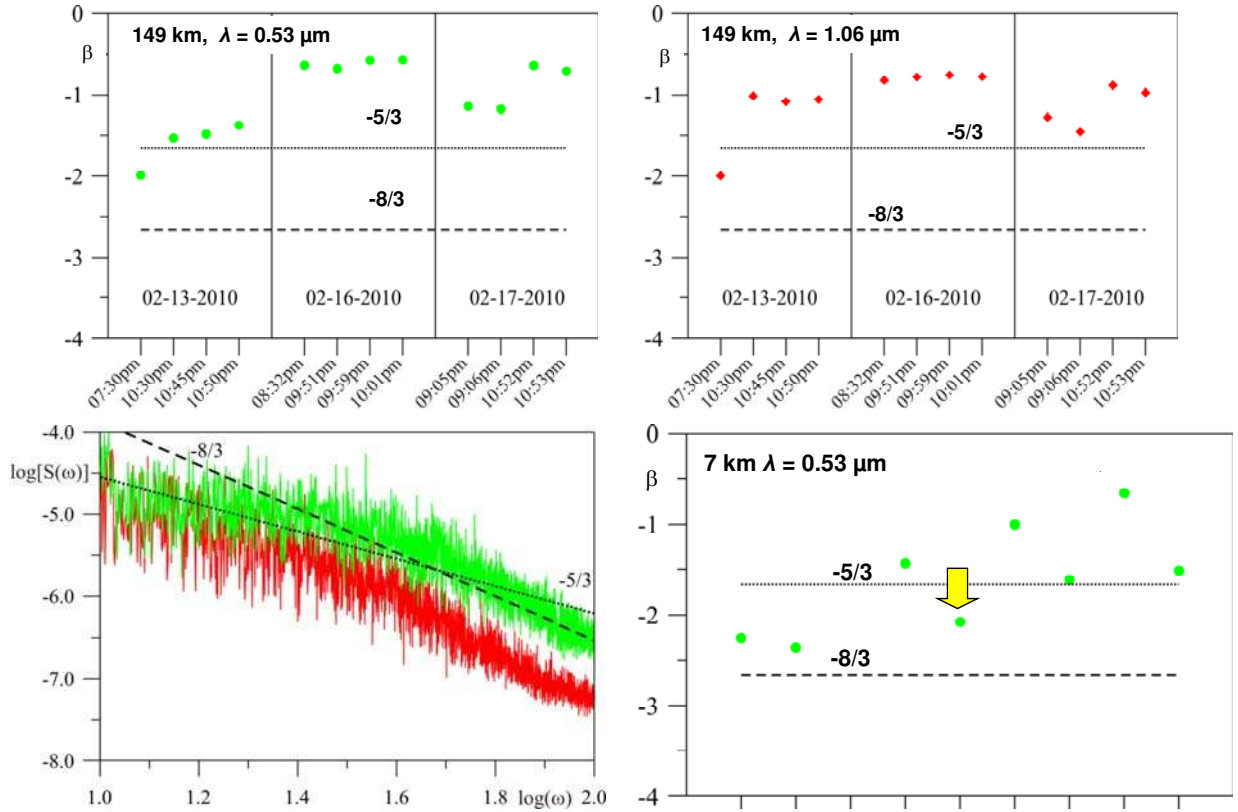 0
149 km, λ = 0.53 µm
β
-1
-5/3
-2
-8/3
-3
02-13-2010
02-16-2010
02-17-2010
-4
07:30pm
10:30pm
10:45pm
10:50pm
08:32pm
09:51pm
09:59pm
10:01pm
09:05pm
09:06pm
10:52pm
10:53pm
0
149 km, λ = 1.06 µm
β
-1
-5/3
-2
-8/3
-3
02-13-2010
02-16-2010
02-17-2010
-4
07:30pm
10:30pm
10:45pm
10:50pm
08:32pm
09:51pm
09:59pm
10:01pm
09:05pm
09:06pm
10:52pm
10:53pm
-4.0
-8/3
log[S(ω)]
-5.0
-5/3
-6.0
-7.0
-8.0
1.0
1.2
1.4
1.6
1.8
2.0
log(ω)
0
7 km λ = 0.53 µm
β
-1
-5/3
-2
-8/3
-3
-4